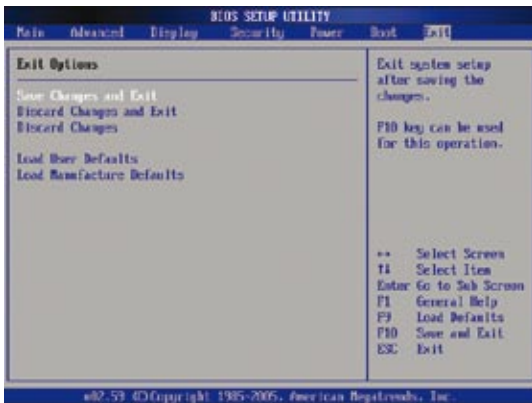 BIOS SETUP UTILITY
Main Advanced Display Security Power Boot Exit
Exit Options
Save Changes and Exit
Discard Changes and Exit
Discard Changes
Load User Defaults
Load Manufacture Defaults
Exit system setup
after saving the
changes.
F10 key can be used
for this operation.
↔ Select Screen
↑↓ Select Item
Enter Go to Sub Screen
F1 General Help
F9 Load Defaults
F10 Save and Exit
ESC Exit
v02.59 (C)Copyright 1985-2005, American Megatrends, Inc.